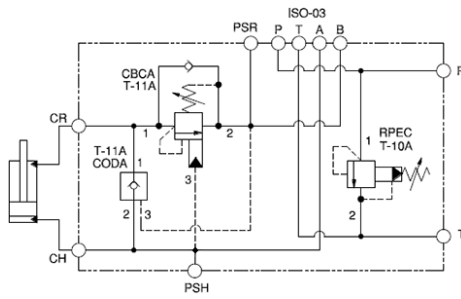 ISO-03
PSR P T A B
CBCA
T-11A
P
CR
1
2
1
RPEC
T-10A
T-11A
CODA
1
3
2
3
2
T
CH
PSH